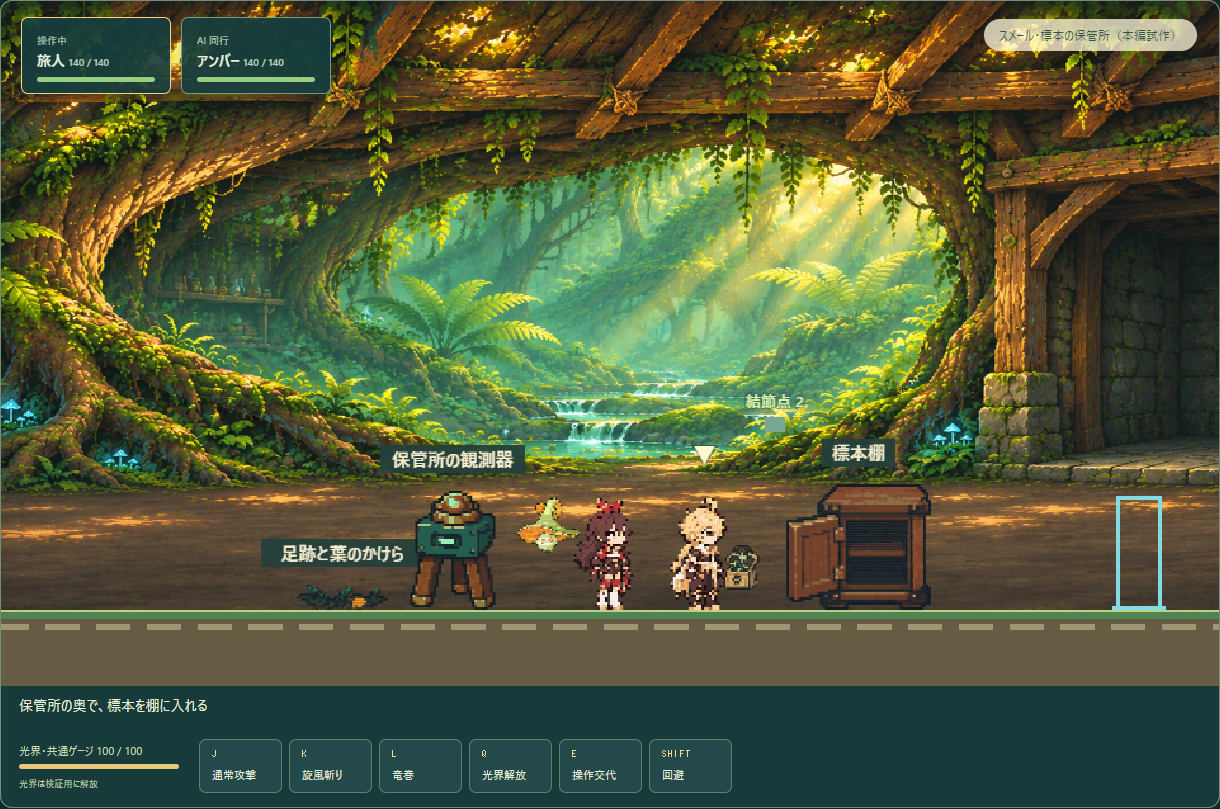 操作中
旅人 140 / 140
AI 同行
アンバー 140 / 140
スメール・標本の保管所（本編試作）
結節点 2
保管所の観測器
標本棚
足跡と葉のかけら
保管所の奥で、標本を棚に入れる
光界・共通ゲージ 100 / 100
光界は検証用に解放
J
通常攻撃
K
旋風斬り
L
竜巻
Q
光界解放
E
操作交代
SHIFT
回避